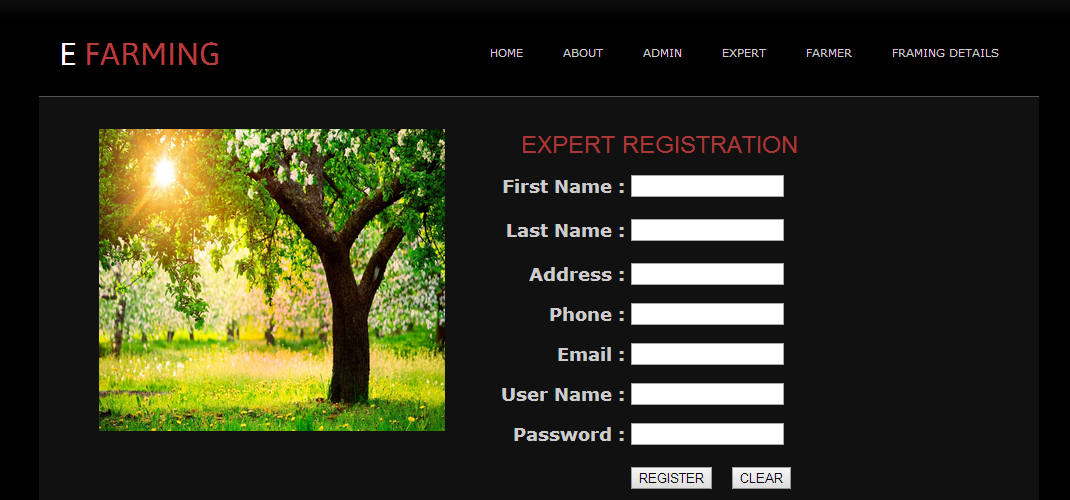 E FARMING
HOME ABOUT ADMIN EXPERT FARMER FRAMING DETAILS
EXPERT REGISTRATION
First Name :
Last Name :
Address :
Phone :
Email :
User Name :
Password :
REGISTER CLEAR